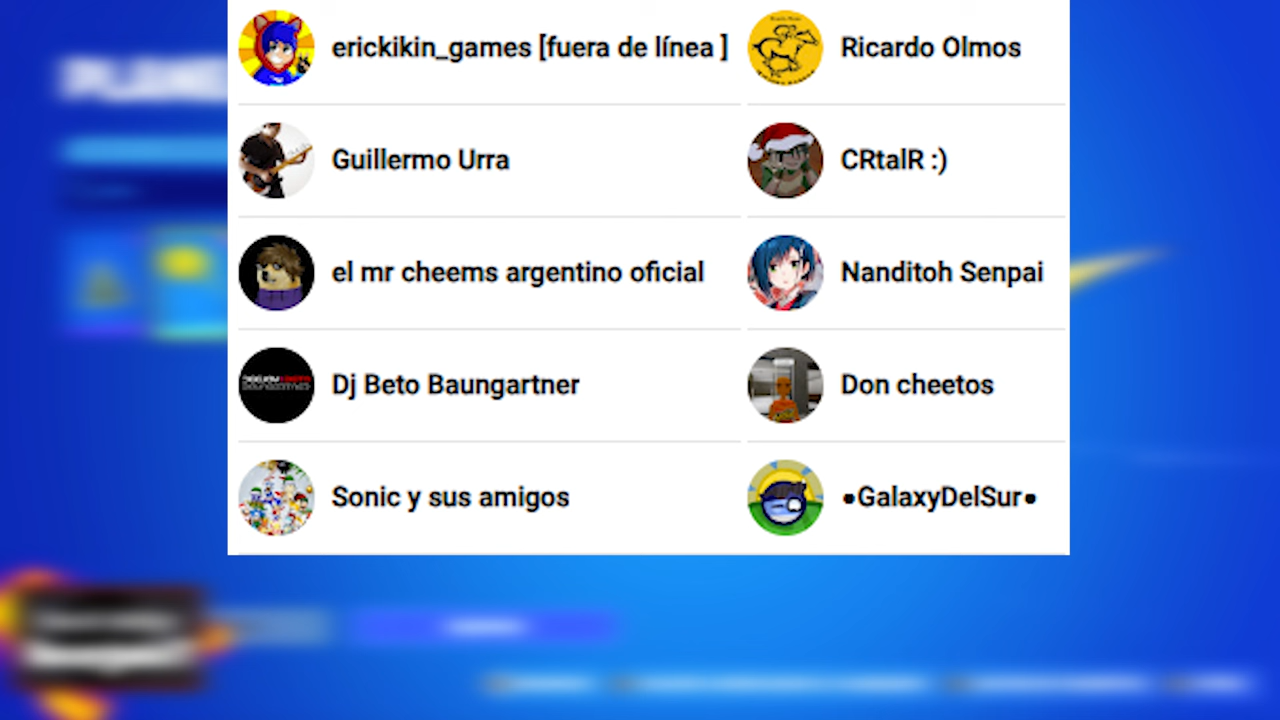 erickikin_games [fuera de línea ]
Ricardo Olmos
Guillermo Urra
CRtalR :)
el mr cheems argentino oficial
Nanditoh Senpai
Dj Beto Baungartner
Don cheetos
Sonic y sus amigos
•GalaxyDelSur•